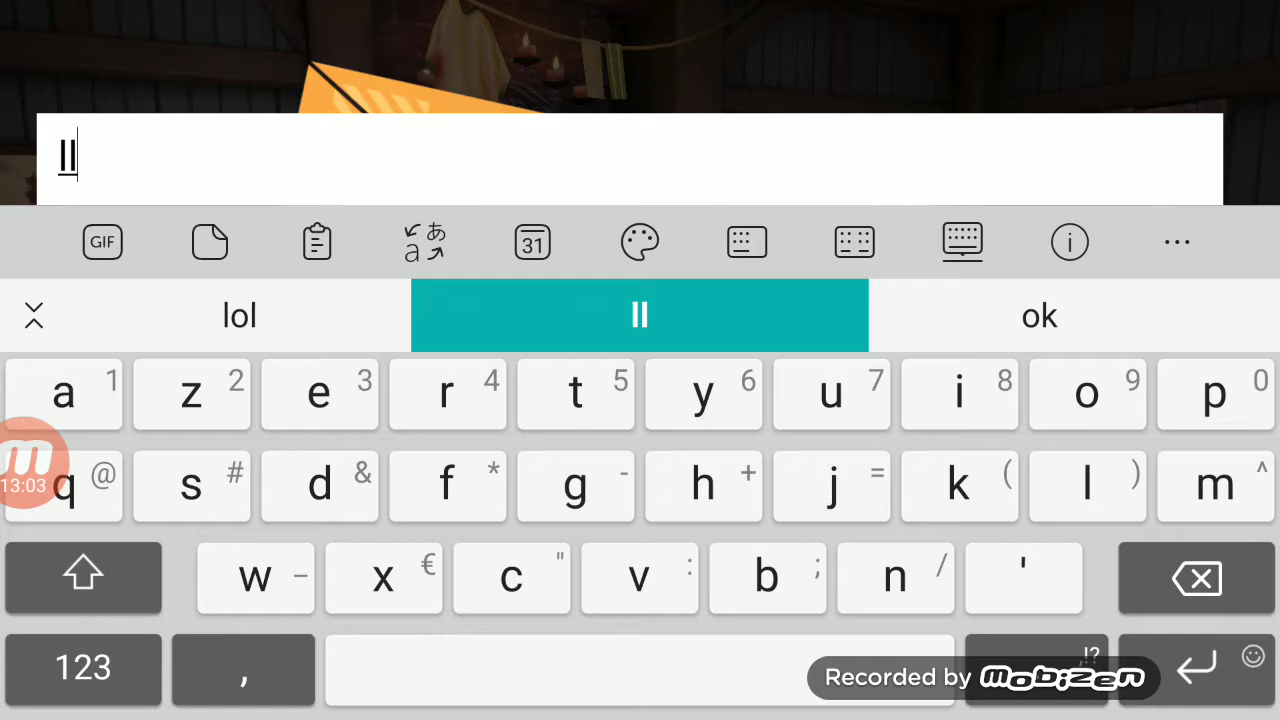 ll
GIF
a あ
31
lol ll ok
a 1 z 2 e 3 r 4 t 5 y 6 u 7 i 8 o 9 p 0
13:03
q @ s # d & f * g - h + j = k ( l ) m ^
w _ x € c " v : b ; n / '
123 , ,!?
Recorded by mobizen